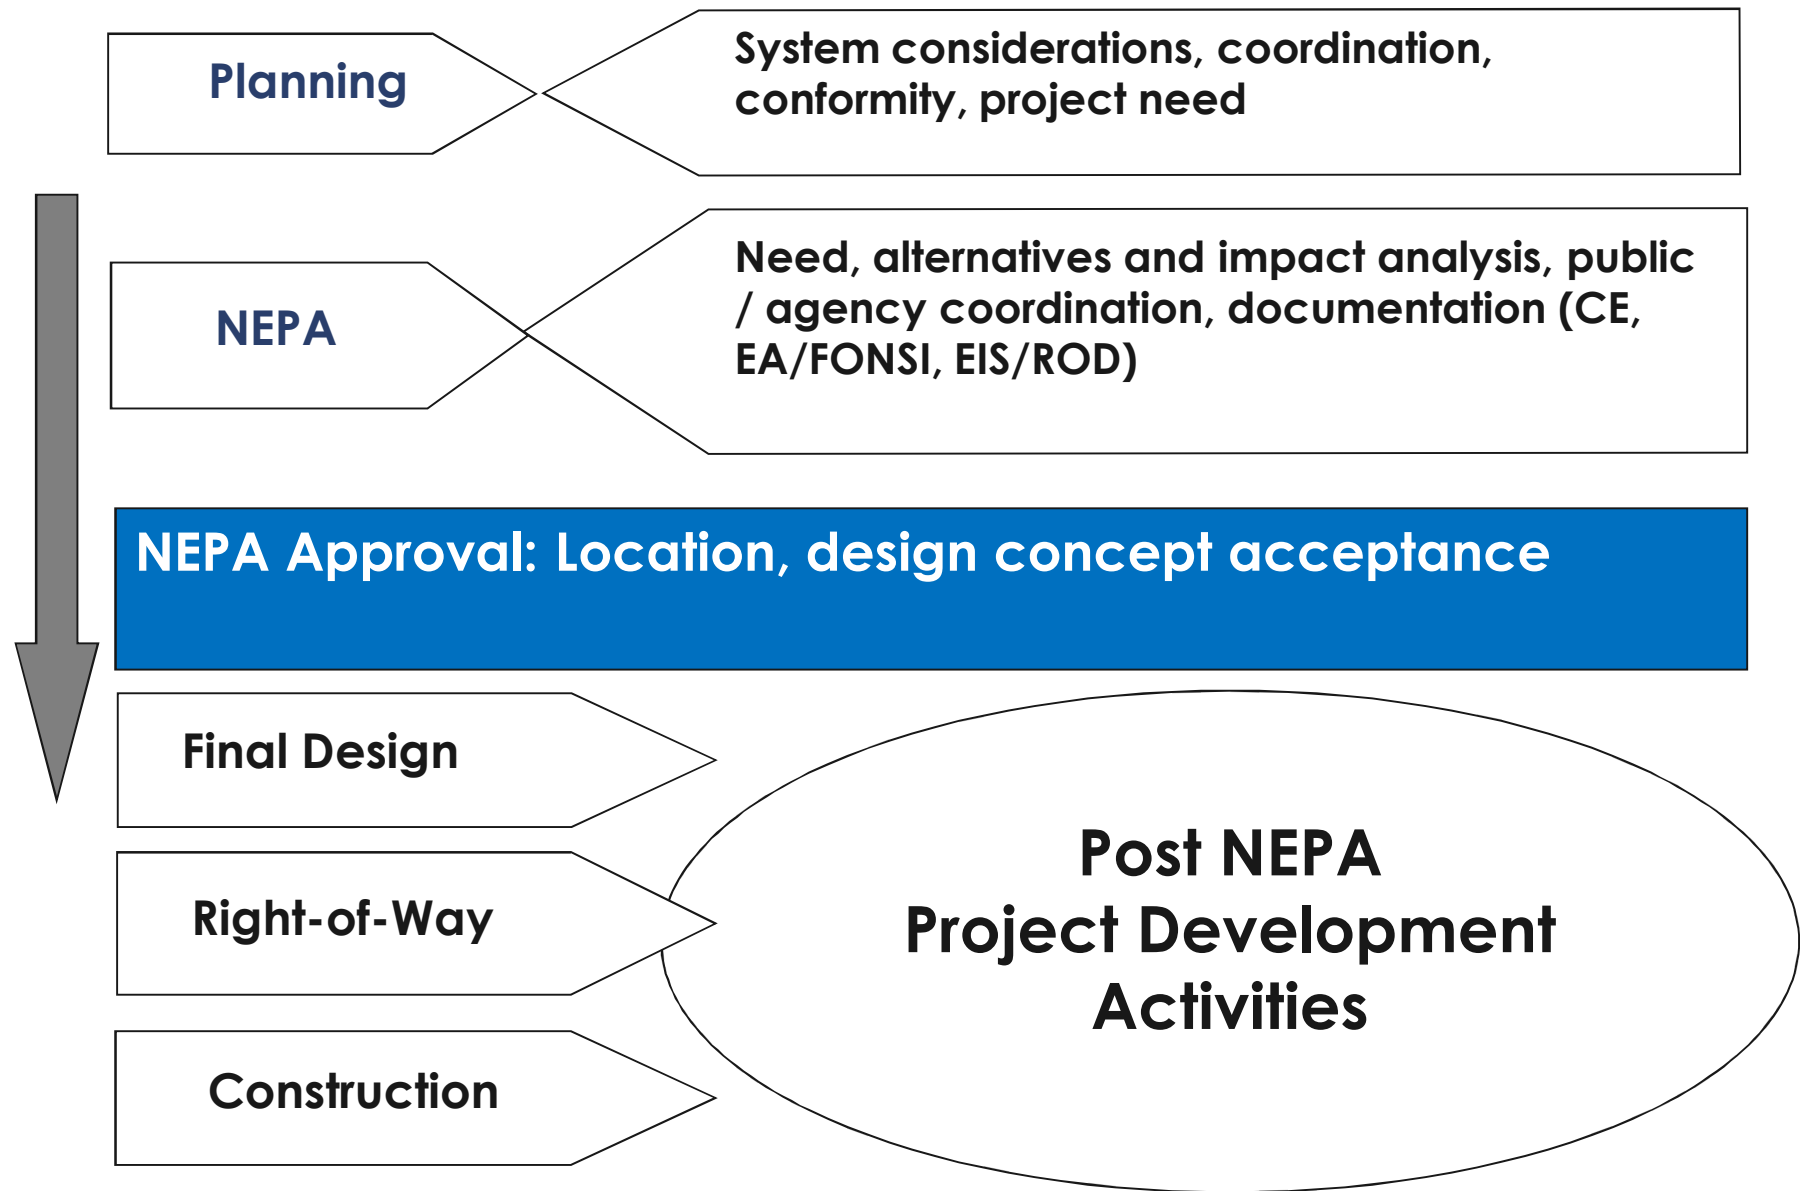 Planning
System considerations, coordination,
conformity, project need
NEPA
Need, alternatives and impact analysis, public
/ agency coordination, documentation (CE,
EA/FONSI, EIS/ROD)
NEPA Approval: Location, design concept acceptance
Final Design
Right-of-Way
Construction
Post NEPA
Project Development
Activities